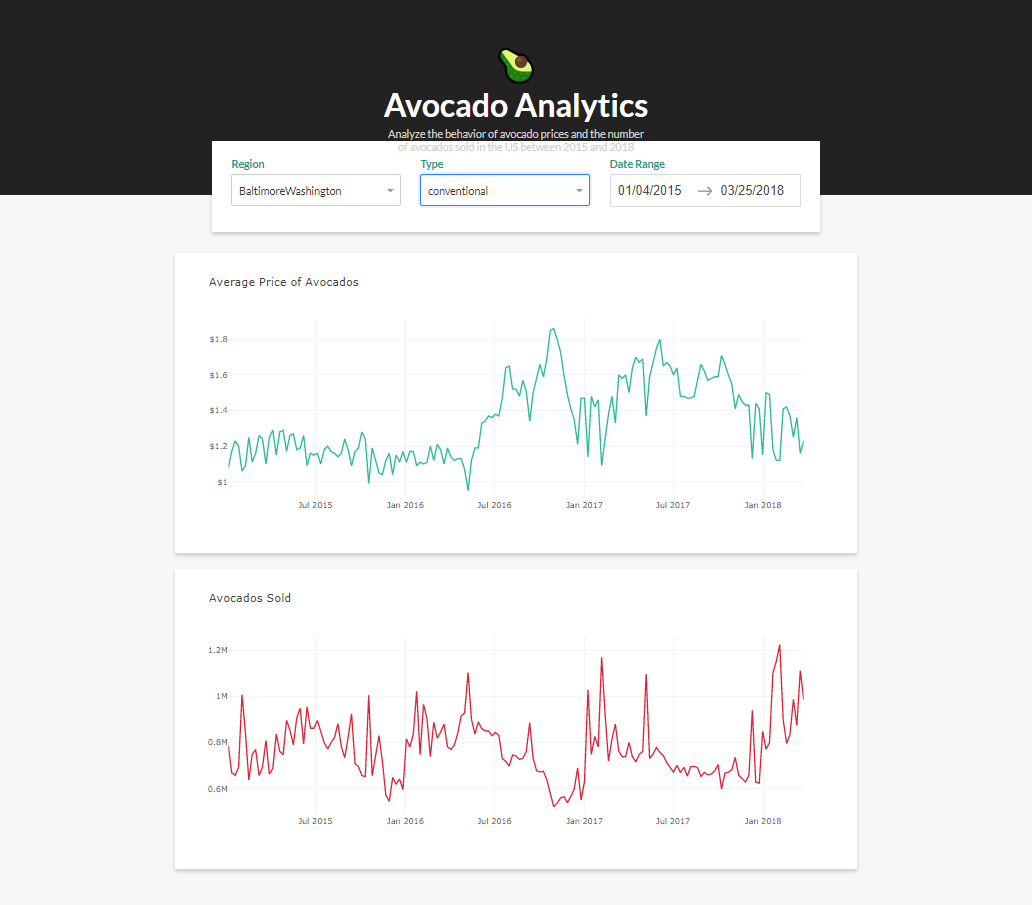 Avocado Analytics
Analyze the behavior of avocado prices and the number
of avocados sold in the US between 2015 and 2018
Region
Type
Date Range
BaltimoreWashington
conventional
01/04/2015 → 03/25/2018
Average Price of Avocados
$1.8
$1.6
$1.4
$1.2
$1
Jul 2015
Jan 2016
Jul 2016
Jan 2017
Jul 2017
Jan 2018
Avocados Sold
1.2M
1M
0.8M
0.6M
Jul 2015
Jan 2016
Jul 2016
Jan 2017
Jul 2017
Jan 2018